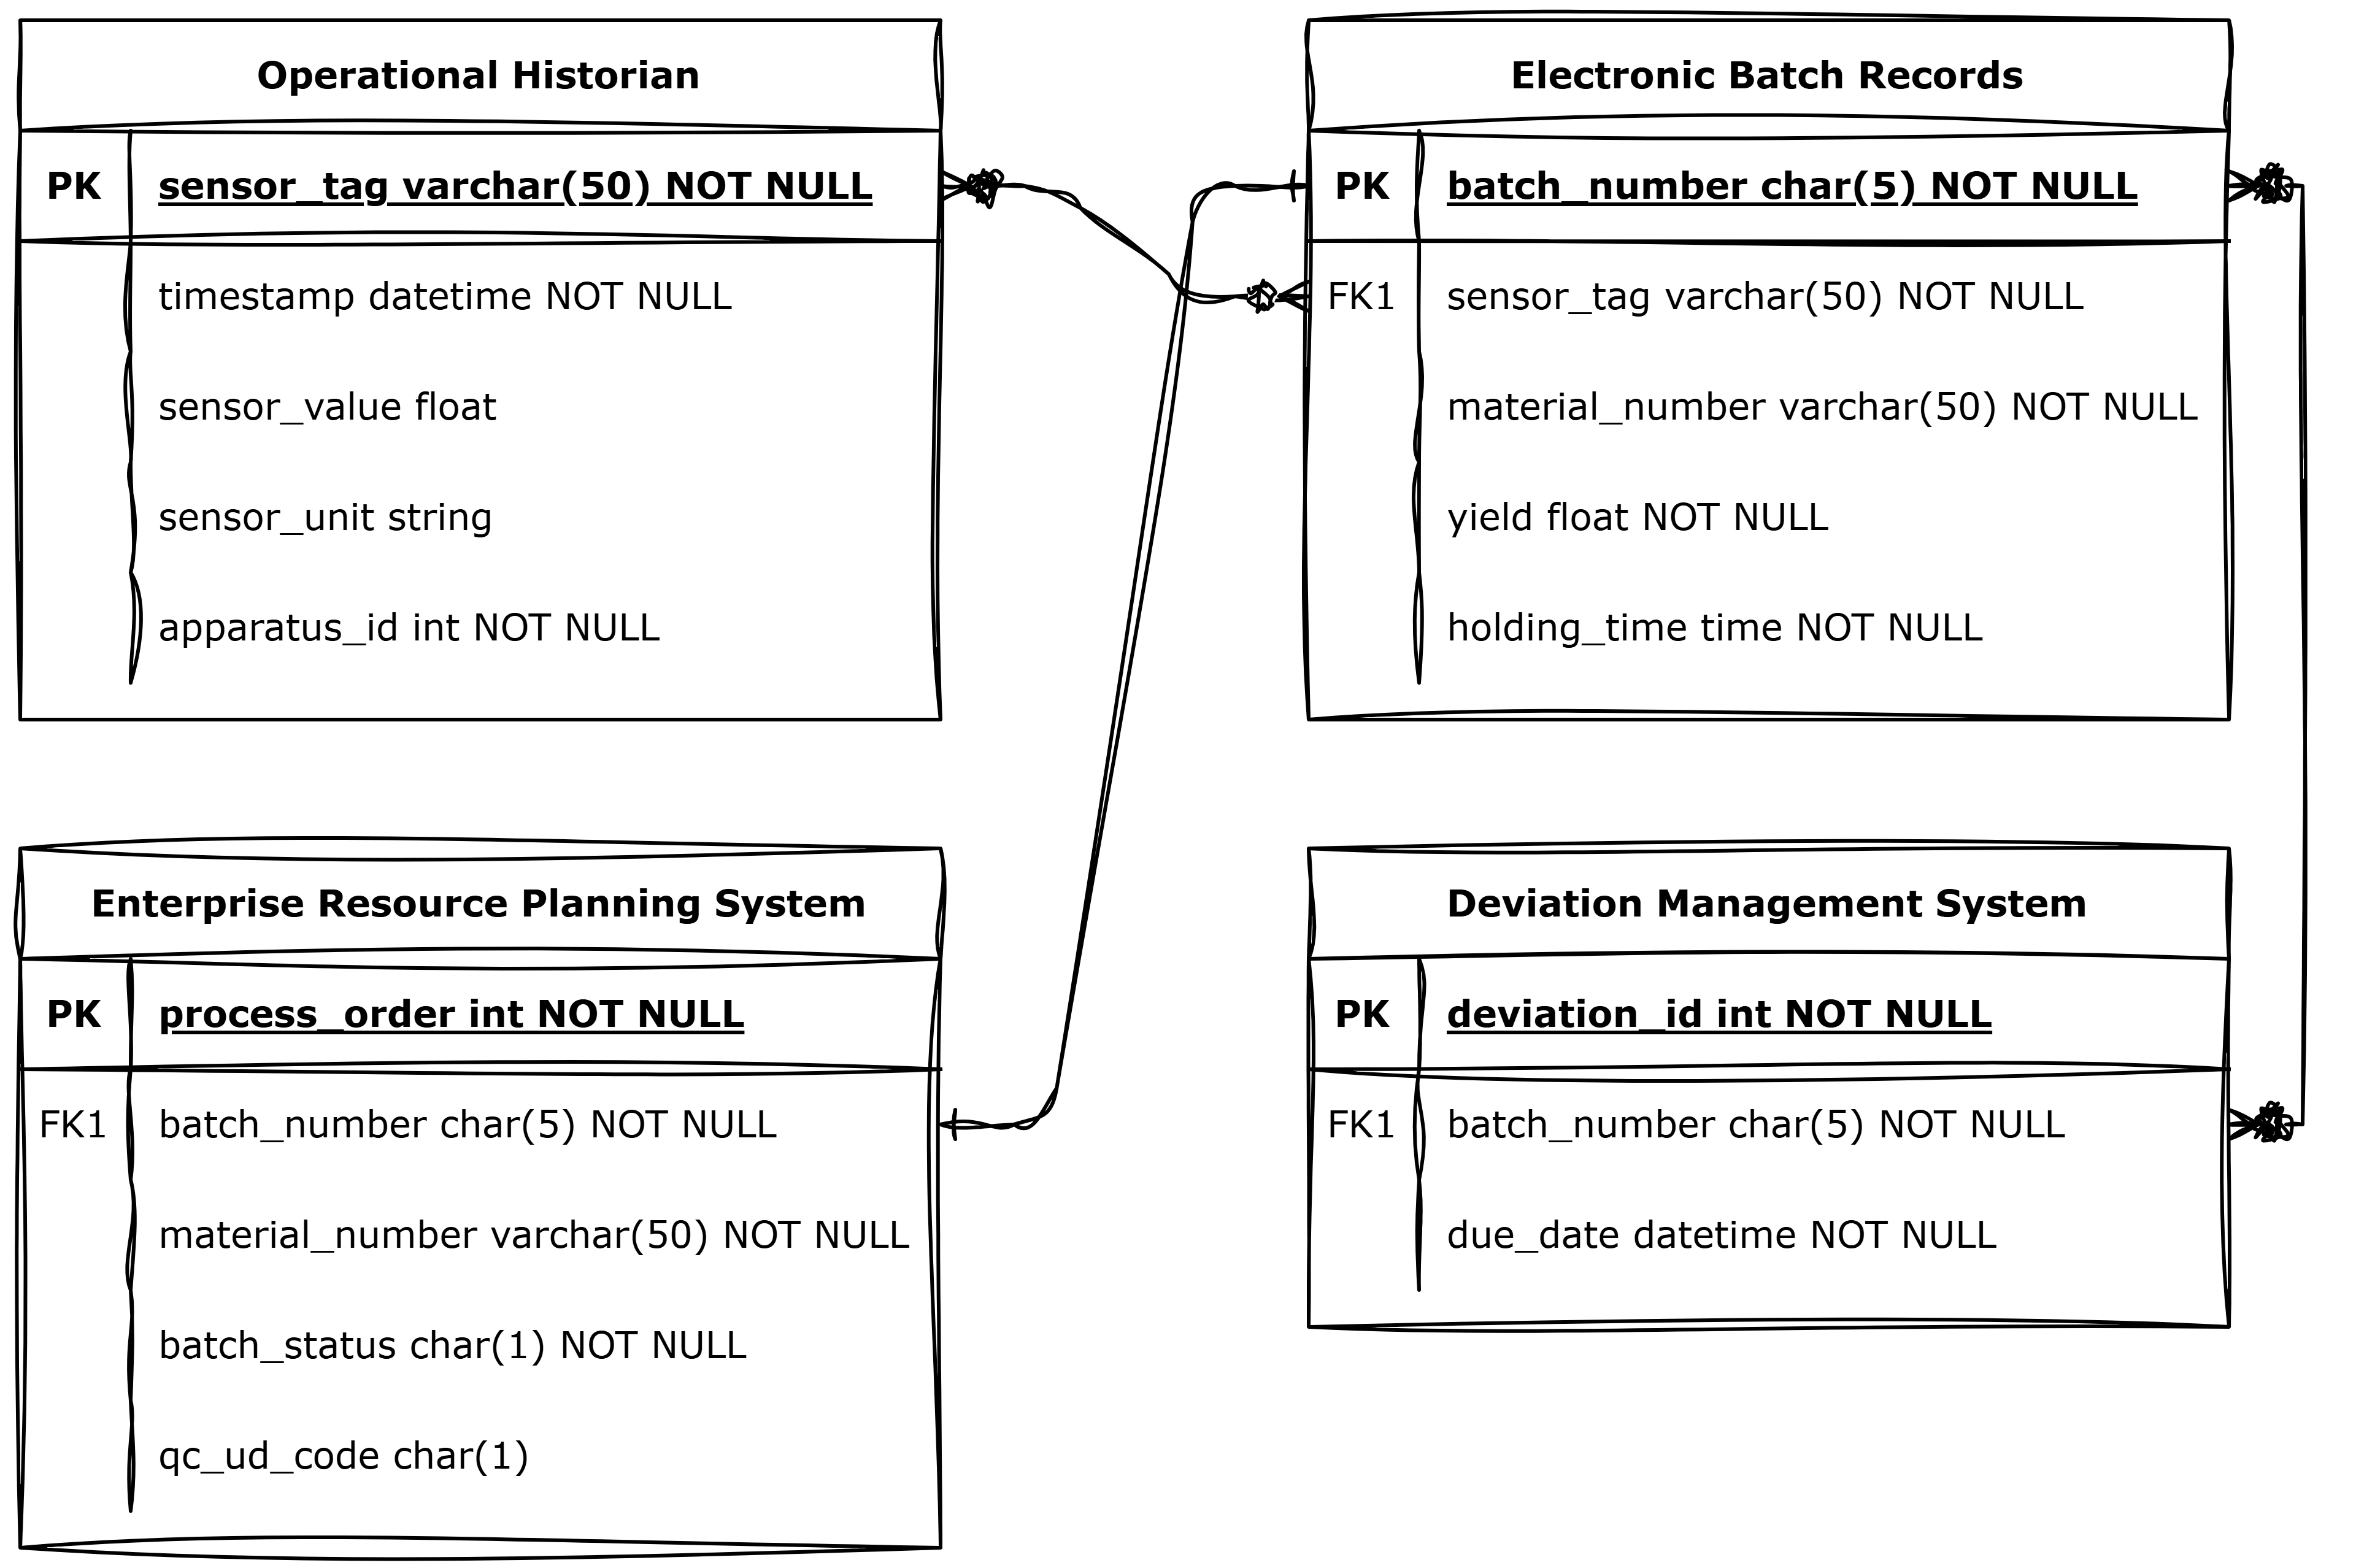 Operational Historian
PK sensor_tag varchar(50) NOT NULL
timestamp datetime NOT NULL
sensor_value float
sensor_unit string
apparatus_id int NOT NULL
Electronic Batch Records
PK batch_number char(5) NOT NULL
FK1 sensor_tag varchar(50) NOT NULL
material_number varchar(50) NOT NULL
yield float NOT NULL
holding_time time NOT NULL
Enterprise Resource Planning System
PK process_order int NOT NULL
FK1 batch_number char(5) NOT NULL
material_number varchar(50) NOT NULL
batch_status char(1) NOT NULL
qc_ud_code char(1)
Deviation Management System
PK deviation_id int NOT NULL
FK1 batch_number char(5) NOT NULL
due_date datetime NOT NULL